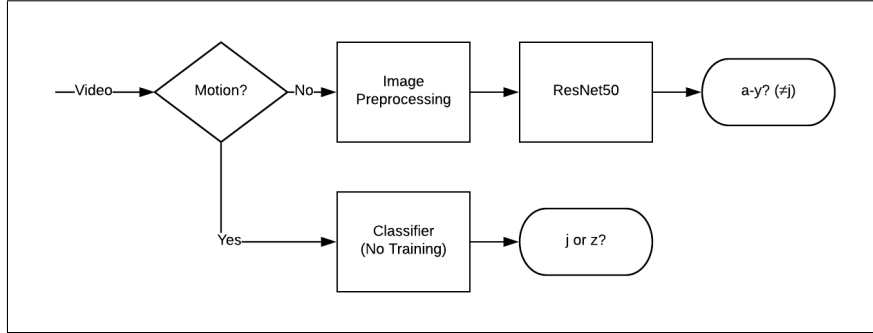 Video
Motion?
No
Image
Preprocessing
ResNet50
a-y? (≠j)
Yes
Classifier
(No Training)
j or z?